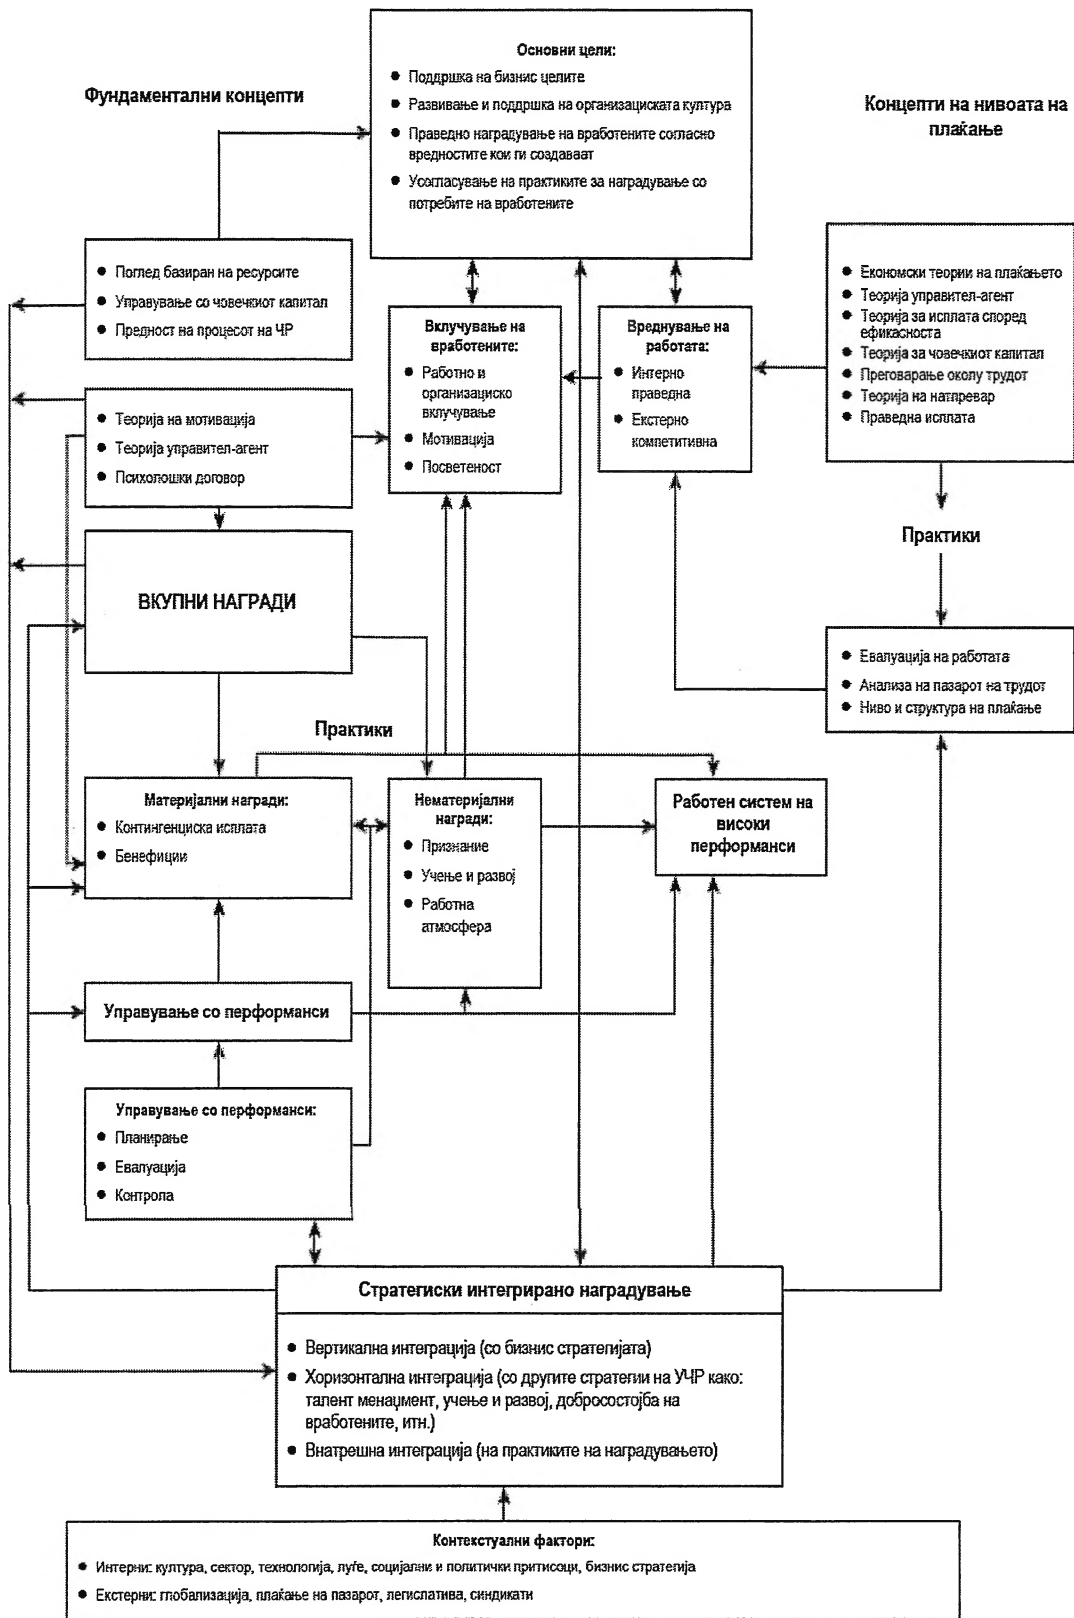 Основни цели:
● Поддршка на бизнис целите
● Развивање и поддршка на организациската култура
● Праведно наградување на вработените согласно
вредностите кои ги создаваат
● Усогласување на практиките за наградување со
потребите на вработените
Фундаментални концепти
Концепти на нивоата на
плаќање
● Поглед базиран на ресурсите
● Управување со човечкиот капитал
● Предност на процесот на ЧР
● Економски теории на плаќањето
● Теорија управител-агент
● Теорија за исплата според
ефикасноста
● Теорија за човечкиот капитал
● Преговарање околу трудот
● Теорија на натпревар
● Праведна исплата
Вклучување на
вработените:
● Работно и
организациско
вклучување
● Мотивација
● Посветеност
Вреднување на
работата:
● Интерно
праведна
● Екстерно
компетитивна
● Теорија на мотивација
● Теорија управител-агент
● Психолошки договор
Практики
ВКУПНИ НАГРАДИ
● Евалуација на работата
● Анализа на пазарот на трудот
● Ниво и структура на плаќање
Практики
Материјални награди:
● Контингенциска исплата
● Бенефиции
Нематеријални
награди:
● Признание
● Учење и развој
● Работна
атмосфера
Работен систем на
високи
перформанси
Управување со перформанси
Управување со перформанси:
● Планирање
● Евалуација
● Контрола
Стратегиски интегрирано наградување
● Вертикална интеграција (со бизнис стратегијата)
● Хоризонтална интеграција (со другите стратегии на УЧР како:
талент менаџмент, учење и развој, добросостојба на
вработените, итн.)
● Внатрешна интеграција (на практиките на наградувањето)
Контекстуални фактори:
● Интерни: култура, сектор, технологија, луѓе, социјални и политички притисоци, бизнис стратегија
● Екстерни: глобализација, плаќање на пазарот, легислатива, синдикати